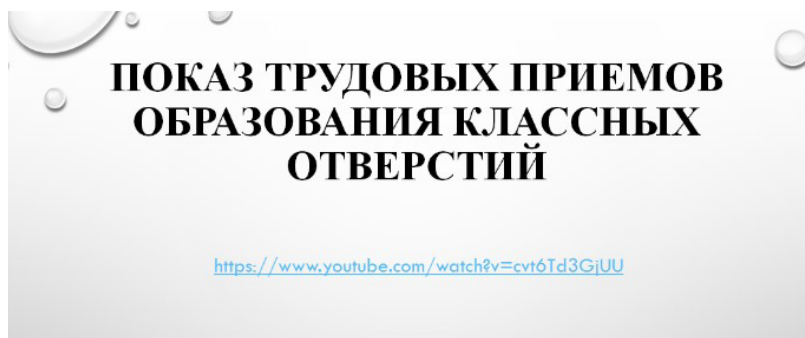 ПОКАЗ ТРУДОВЫХ ПРИЕМОВ
ОБРАЗОВАНИЯ КЛАССНЫХ
ОТВЕРСТИЙ
https://www.youtube.com/watch?v=cvt6Td3GjUU